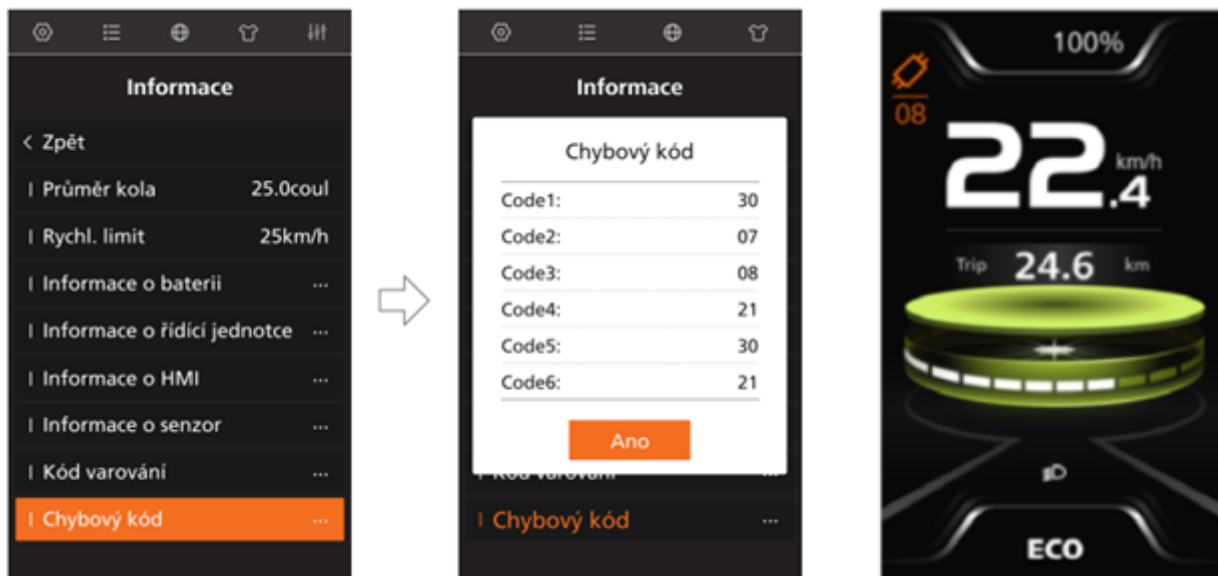 Informace
< Zpět
I Průměr kola 25.0coul
I Rychl. limit 25km/h
I Informace o baterii ...
I Informace o řídící jednotce ...
I Informace o HMI ...
I Informace o senzor ...
I Kód varování ...
I Chybový kód ...
Informace
Chybový kód
Code1: 30
Code2: 07
Code3: 08
Code4: 21
Code5: 30
Code6: 21
Ano
I Kód varování ...
I Chybový kód ...
100%
08
22.4 km/h
Trip 24.6 km
ECO